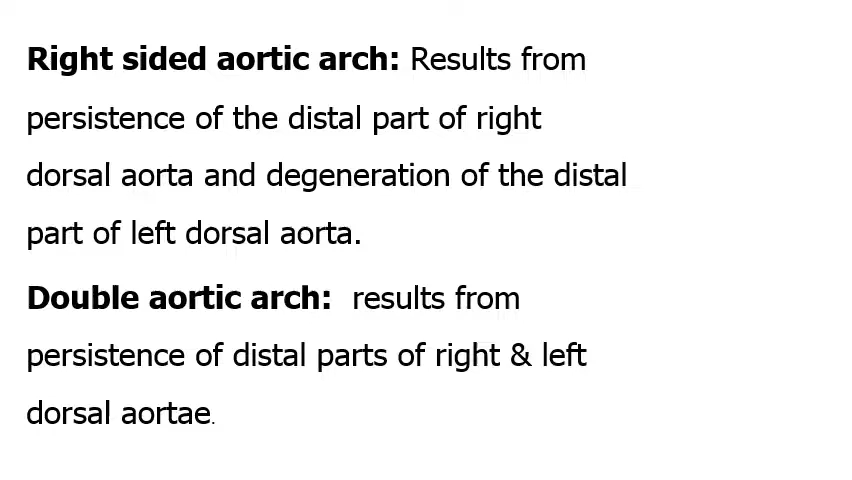 Right sided aortic arch: Results from
persistence of the distal part of right
dorsal aorta and degeneration of the distal
part of left dorsal aorta.
Double aortic arch: results from
persistence of distal parts of right & left
dorsal aortae.